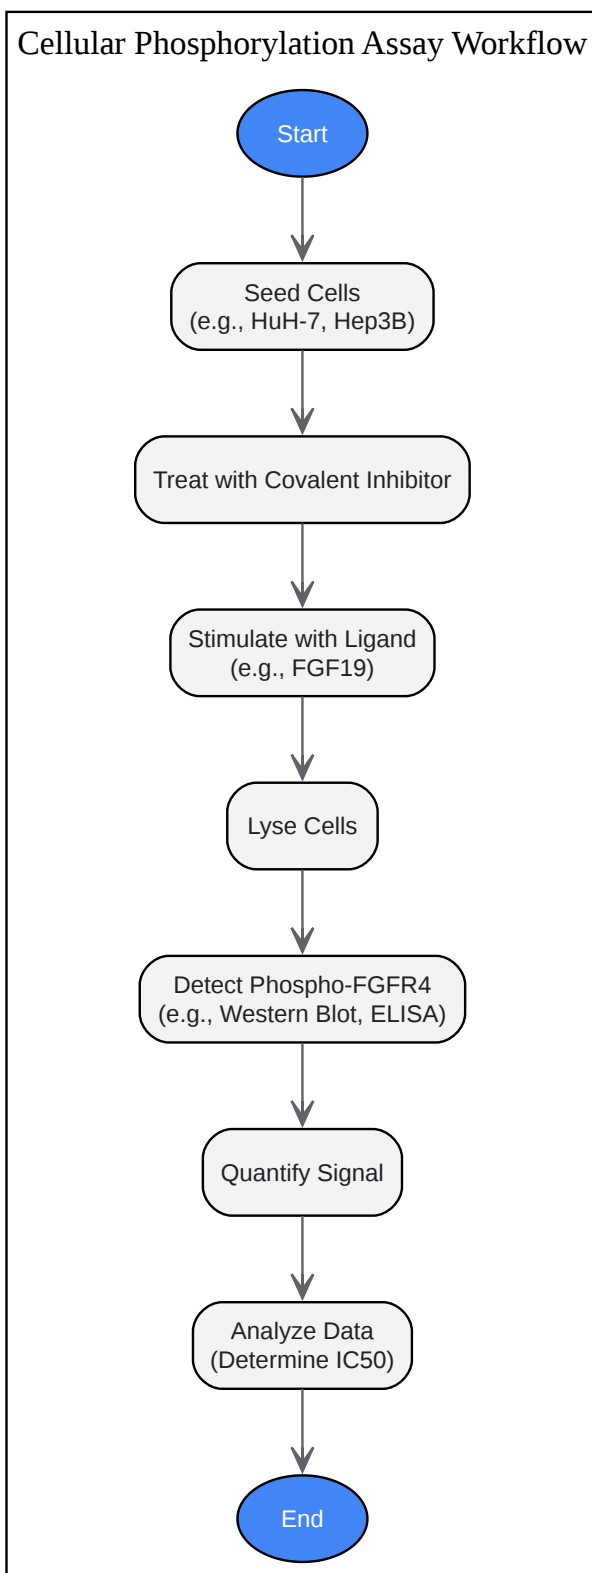 Cellular Phosphorylation Assay Workflow
Start
Seed Cells
(e.g., HuH-7, Hep3B)
Treat with Covalent Inhibitor
Stimulate with Ligand
(e.g., FGF19)
Lyse Cells
Detect Phospho-FGFR4
(e.g., Western Blot, ELISA)
Quantify Signal
Analyze Data
(Determine IC50)
End